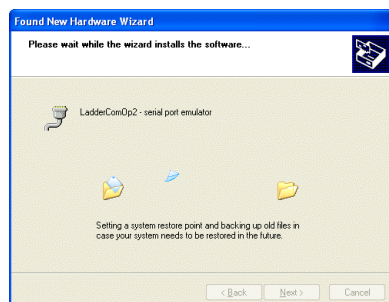 Found New Hardware Wizard
Please wait while the wizard installs the software...
LadderComOp2 - serial port emulator
Setting a system restore point and backing up old files in
case your system needs to be restored in the future.
< Back Next > Cancel